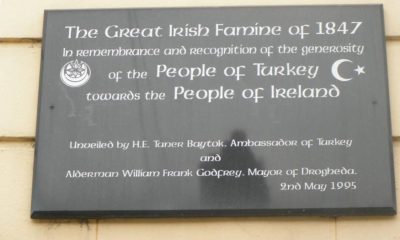 The Great Irish Famine of 1847
In remembrance and recognition of the generosity
of the People of Turkey
towards the People of Ireland
Unveiled by H.E. Taner Baytok, Ambassador of Turkey
and
Alderman William Frank Godfrey, Mayor of Drogheda.
2nd May 1995